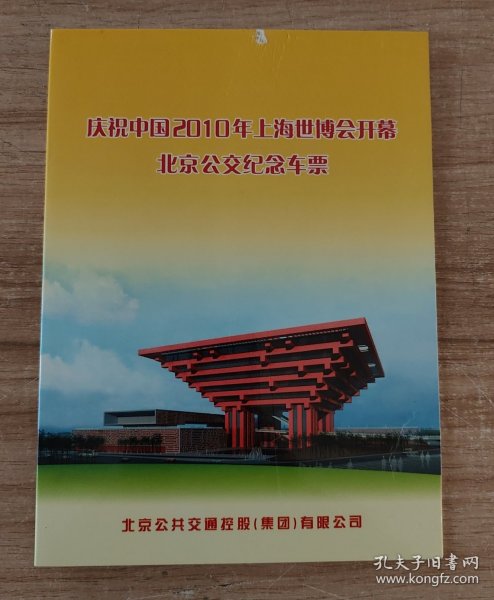 庆祝中国2010年上海世博会开幕
北京公交纪念车票
北京公共交通控股(集团)有限公司
孔夫子旧书网
www.kongfz.com